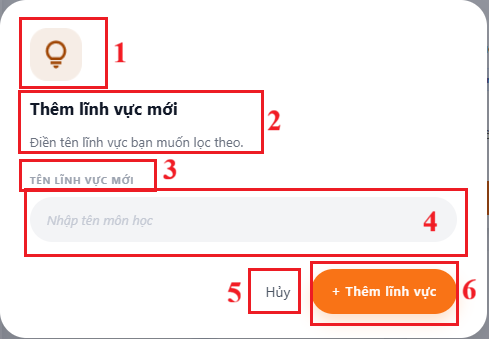 1
Thêm lĩnh vực mới
2
Điền tên lĩnh vực bạn muốn lọc theo.
3
TÊN LĨNH VỰC MỚI
Nhập tên môn học
4
5
Hủy
+ Thêm lĩnh vực
6